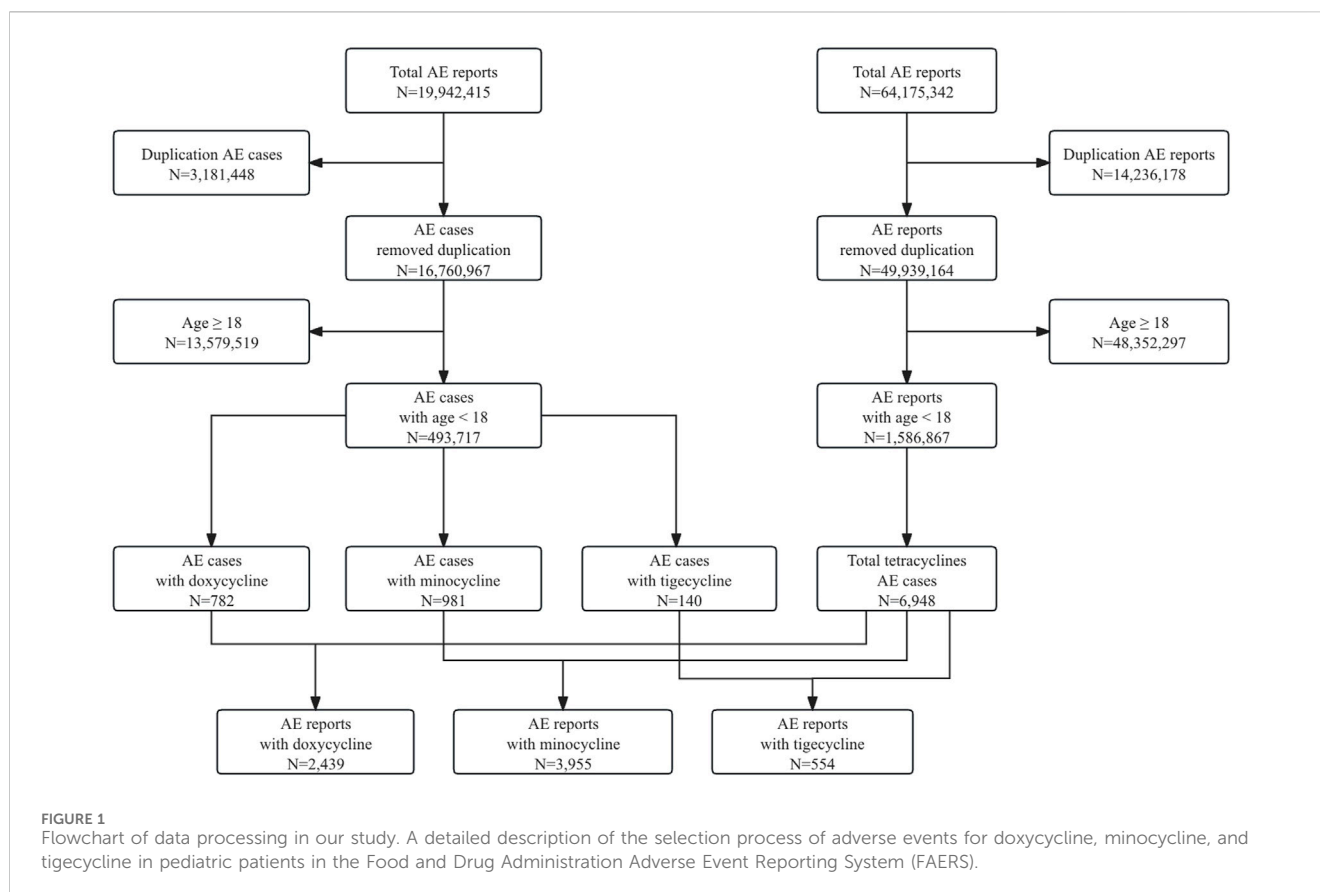 Total AE reports
N=19,942,415
Total AE reports
N=64,175,342
Duplication AE cases
N=3,181,448
Duplication AE reports
N=14,236,178
AE cases
removed duplication
N=16,760,967
AE reports
removed duplication
N=49,939,164
Age ≥ 18
N=13,579,519
Age ≥ 18
N=48,352,297
AE cases
with age < 18
N=493,717
AE reports
with age < 18
N=1,586,867
AE cases
with doxycycline
N=782
AE cases
with minocycline
N=981
AE cases
with tigecycline
N=140
Total tetracyclines
AE cases
N=6,948
AE reports
with doxycycline
N=2,439
AE reports
with minocycline
N=3,955
AE reports
with tigecycline
N=554
FIGURE 1
Flowchart of data processing in our study. A detailed description of the selection process of adverse events for doxycycline, minocycline, and
tigecycline in pediatric patients in the Food and Drug Administration Adverse Event Reporting System (FAERS).